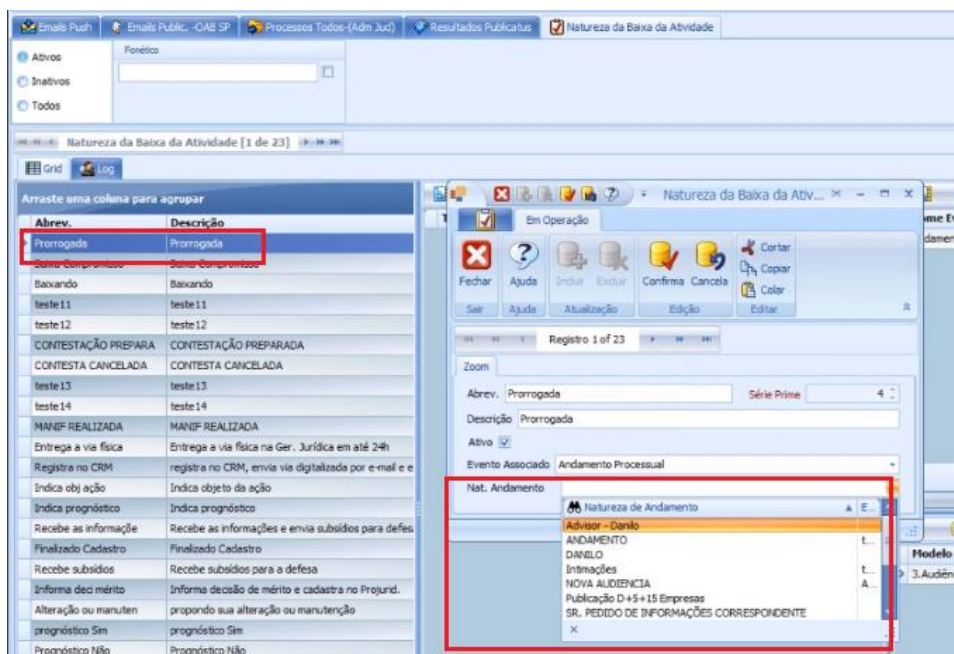 Emails Push Emails Public. -OAB SP Processos Todos-(Adm Jud) Resultados Publicatus Natureza da Baixa da Atividade
Ativos
Inativos
Todos
Fonético
Natureza da Baixa da Atividade [1 de 23]
Grid Log
Arraste uma coluna para agrupar
Abrev. Descrição
Prorrogada Prorrogada
Baixa Compromisso Baixa Compromisso
Baixando Baixando
teste11 teste11
teste12 teste12
CONTESTAÇÃO PREPARA CONTESTAÇÃO PREPARADA
CONTESTA CANCELADA CONTESTA CANCELADA
teste13 teste13
teste14 teste14
MANIF REALIZADA MANIF REALIZADA
Entrega a via física Entrega a via física na Ger. Jurídica em até 24h
Registra no CRM registra no CRM, envia via digitalizada por e-mail e e
Indica obj ação Indica objeto da ação
Indica prognóstico Indica prognóstico
Recebe as informaçõe Recebe as informações e envia subsídios para defes
Finalizado Cadastro Finalizado Cadastro
Recebe subsídios Recebe subsídios para a defesa
Informa deci mérito Informa decisão de mérito e cadastra no Projurid.
Alteração ou manuten propondo sua alteração ou manutenção
prognóstico Sim prognóstico Sim
Prognóstico Não Prognóstico Não
Natureza da Baixa da Ativ...
Em Operação
Fechar Ajuda Incluir Excluir Confirma Cancela
Cortar
Copiar
Colar
Sair Ajuda Atualização Edição Editar
Registro 1 of 23
Zoom
Abrev. Prorrogada Série Prime 4
Descrição Prorrogada
Ativo
Evento Associado Andamento Processual
Nat. Andamento
Natureza de Andamento E...
Advisor - Danilo
ANDAMENTO t...
DANILO
Intimações t...
NOVA AUDIENCIA A...
Publicação D+5+15 Empresas
SR. PEDIDO DE INFORMAÇÕES CORRESPONDENTE
ome Ev
damen
Modelo
3.Audiên